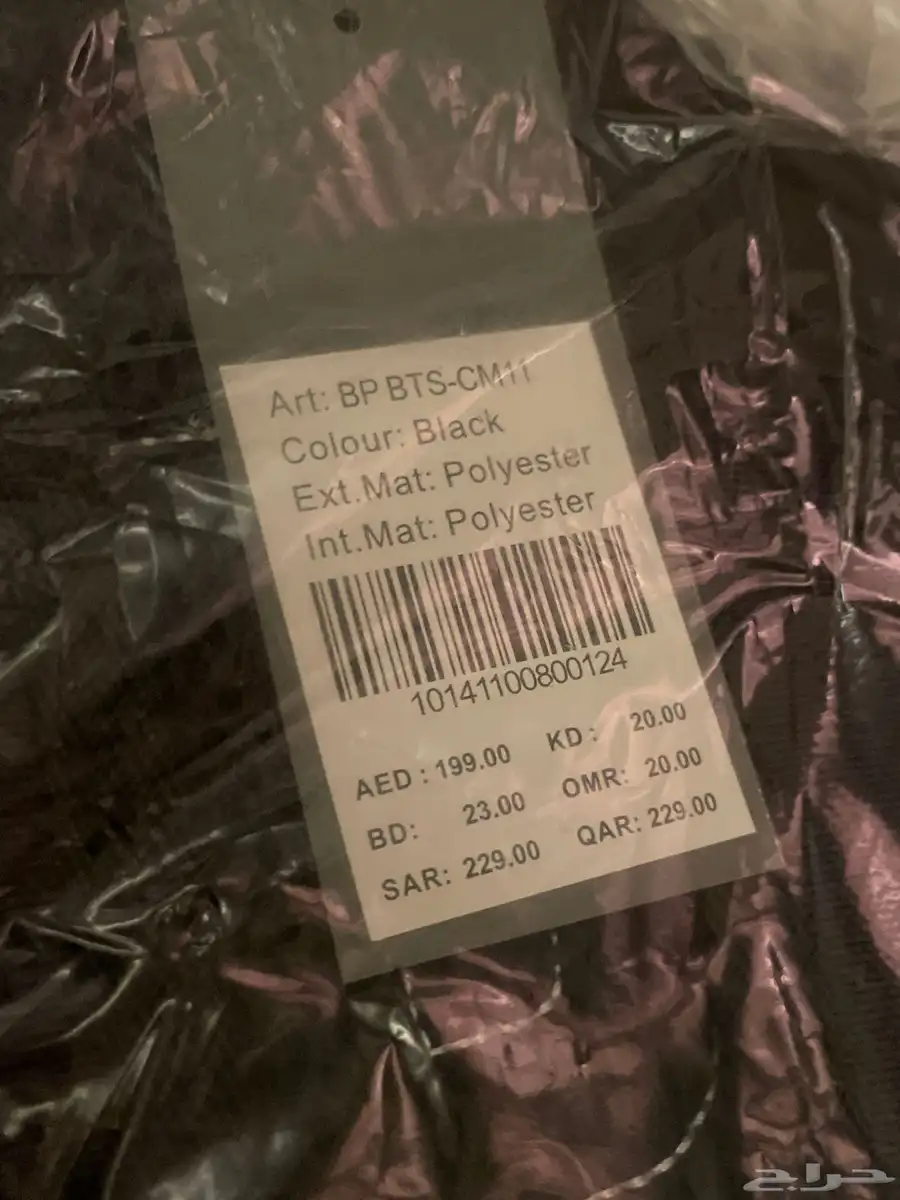 Art: BP BTS-CM11
Colour: Black
Ext.Mat: Polyester
Int.Mat: Polyester
10141100800124
AED : 199.00 KD : 20.00
BD: 23.00 OMR: 20.00
SAR: 229.00 QAR: 229.00
حراج